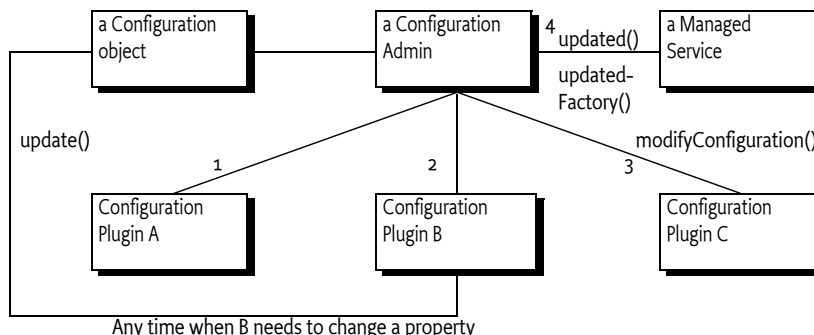 a Configuration
object
a Configuration
Admin
4
updated()
updated-
Factory()
a Managed
Service
update()
modifyConfiguration()
1
2
3
Configuration
Plugin A
Configuration
Plugin B
Configuration
Plugin C
Any time when B needs to change a property